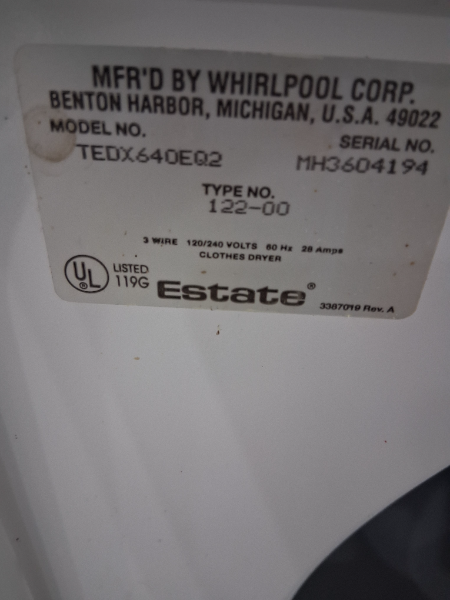 MFR'D BY WHIRLPOOL CORP.
BENTON HARBOR, MICHIGAN, U.S.A. 49022
MODEL NO. SERIAL NO.
TEDX640EQ2 MH3604194
TYPE NO.
122-00
3 WIRE 120/240 VOLTS 60 Hz 28 Amps
CLOTHES DRYER
UL ® LISTED
119G
Estate®
3387019 Rev. A